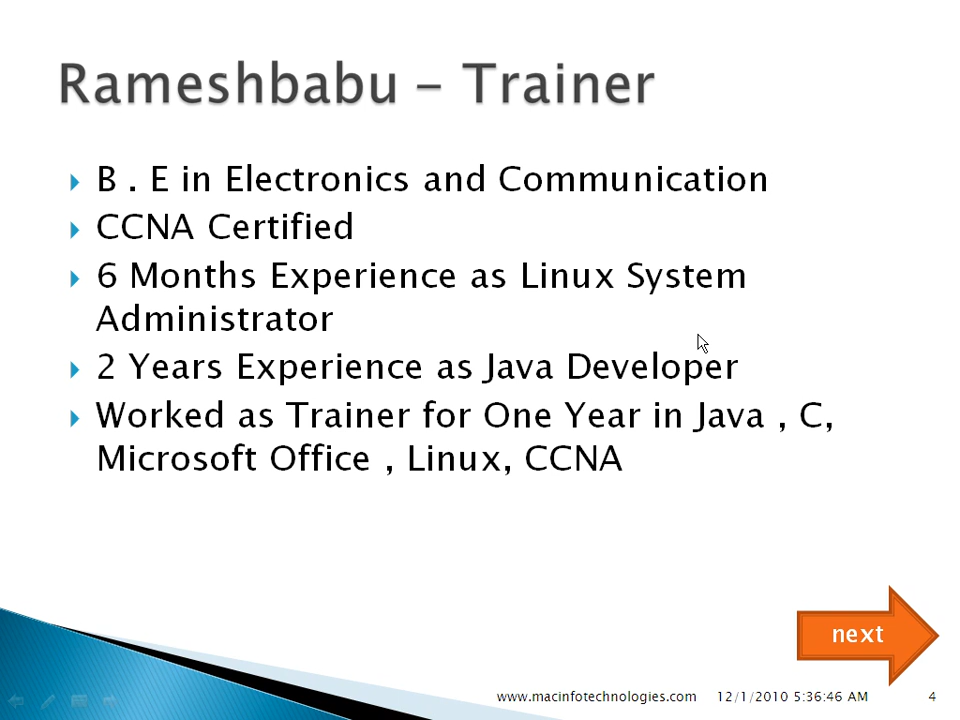 Rameshbabu - Trainer
B . E in Electronics and Communication
CCNA Certified
6 Months Experience as Linux System
Administrator
2 Years Experience as Java Developer
Worked as Trainer for One Year in Java , C,
Microsoft Office , Linux, CCNA
next
www.macinfotechnologies.com 12/1/2010 5:36:46 AM 4